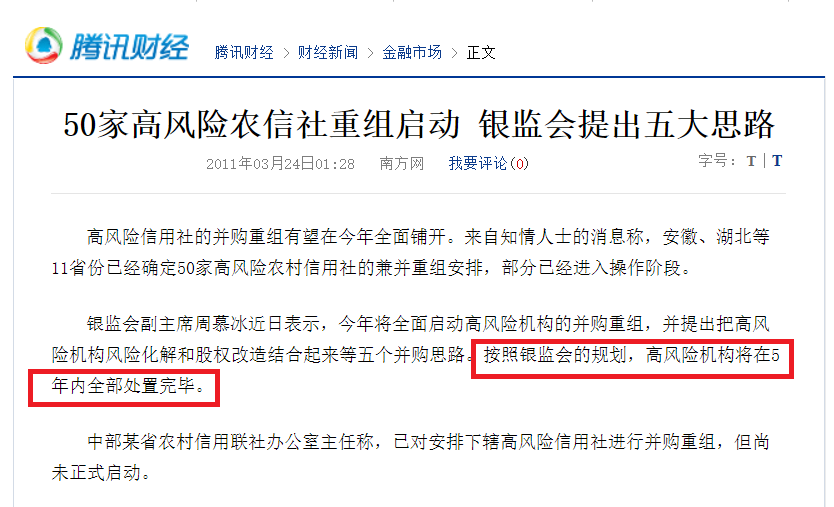 腾讯财经 腾讯财经 > 财经新闻 > 金融市场 > 正文
50家高风险农信社重组启动 银监会提出五大思路
2011年03月24日01:28 南方网 我要评论(0) 字号：T|T
高风险信用社的并购重组有望在今年全面铺开。来自知情人士的消息称，安徽、湖北等
11省份已经确定50家高风险农村信用社的兼并重组安排，部分已经进入操作阶段。
银监会副主席周慕冰近日表示，今年将全面启动高风险机构的并购重组，并提出把高风
险机构风险化解和股权改造结合起来等五个并购思路。按照银监会的规划，高风险机构将在5
年内全部处置完毕。
中部某省农村信用联社办公室主任称，已对安排下辖高风险信用社进行并购重组，但尚
未正式启动。